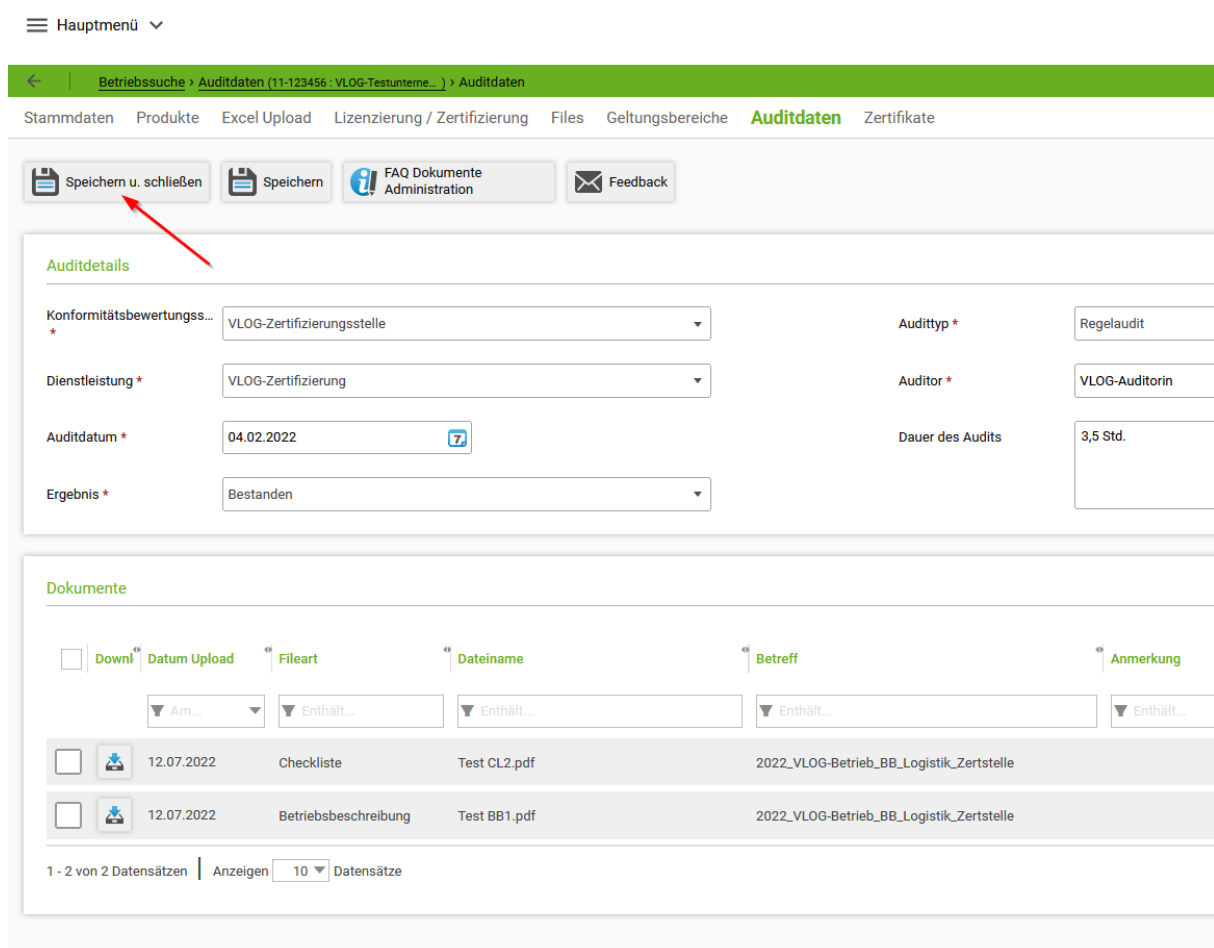 Hauptmenü
Betriebssuche › Auditdaten (11-123456 : VLOG-Testunterne... ) › Auditdaten
Stammdaten Produkte Excel Upload Lizenzierung / Zertifizierung Files Geltungsbereiche Auditdaten Zertifikate
Speichern u. schließen Speichern FAQ Dokumente Administration Feedback
Auditdetails
Konformitätsbewertungss... * VLOG-Zertifizierungsstelle Audittyp * Regelaudit
Dienstleistung * VLOG-Zertifizierung Auditor * VLOG-Auditorin
Auditdatum * 04.02.2022 7 Dauer des Audits 3,5 Std.
Ergebnis * Bestanden
Dokumente
Downl Datum Upload Fileart Dateiname Betreff Anmerkung
Am... Enthält... Enthält... Enthält... Enthält...
12.07.2022 Checkliste Test CL2.pdf 2022_VLOG-Betrieb_BB_Logistik_Zertstelle
12.07.2022 Betriebsbeschreibung Test BB1.pdf 2022_VLOG-Betrieb_BB_Logistik_Zertstelle
1 - 2 von 2 Datensätzen Anzeigen 10 Datensätze